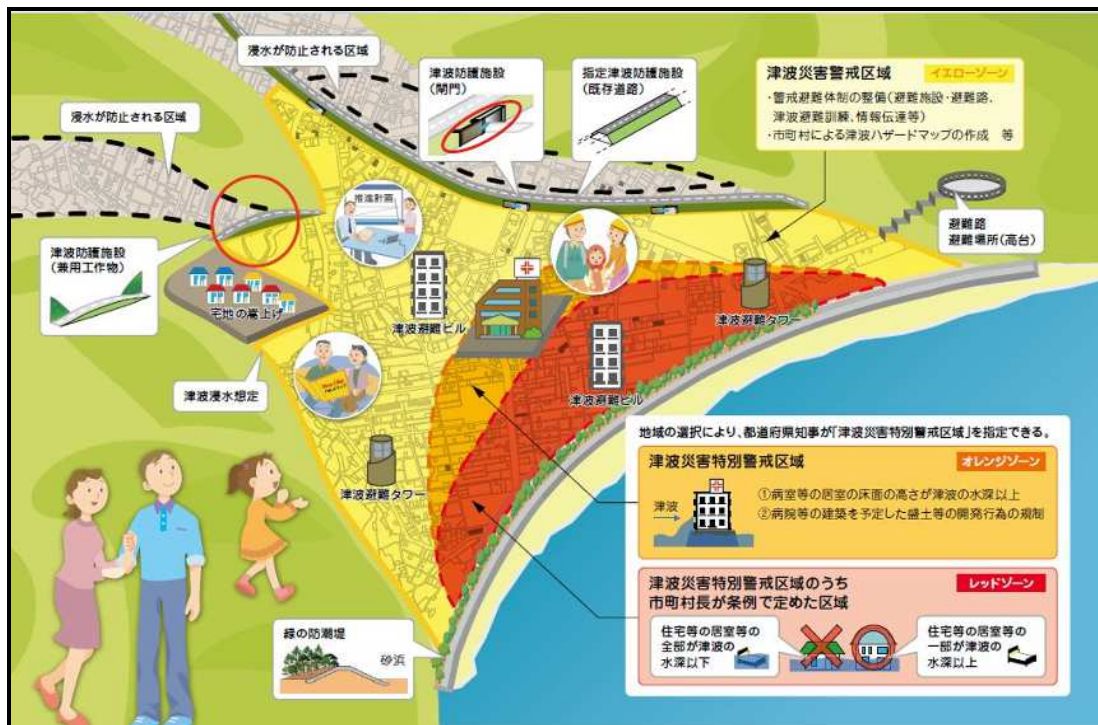 浸水が防止される区域
津波防護施設
(閘門)
指定津波防護施設
(既存道路)
津波災害警戒区域
イエローゾーン
・警戒避難体制の整備(避難施設・避難路、
津波避難訓練、情報伝達等)
・市町村による津波ハザードマップの作成 等
浸水が防止される区域
推進計画
避難路
避難場所(高台)
津波防護施設
(兼用工作物)
宅地の嵩上げ
津波避難ビル
津波避難タワー
津波避難ビル
津波浸水想定
津波避難タワー
地域の選択により、都道府県知事が「津波災害特別警戒区域」を指定できる。
津波災害特別警戒区域
オレンジゾーン
津波
①病室等の居室の床面の高さが津波の水深以上
②病院等の建築を予定した盛土等の開発行為の規制
津波災害特別警戒区域のうち
市町村長が条例で定めた区域
レッドゾーン
住宅等の居室等の
全部が津波の
水深以下
住宅等の居室等の
一部が津波の
水深以上
緑の防潮堤
砂浜